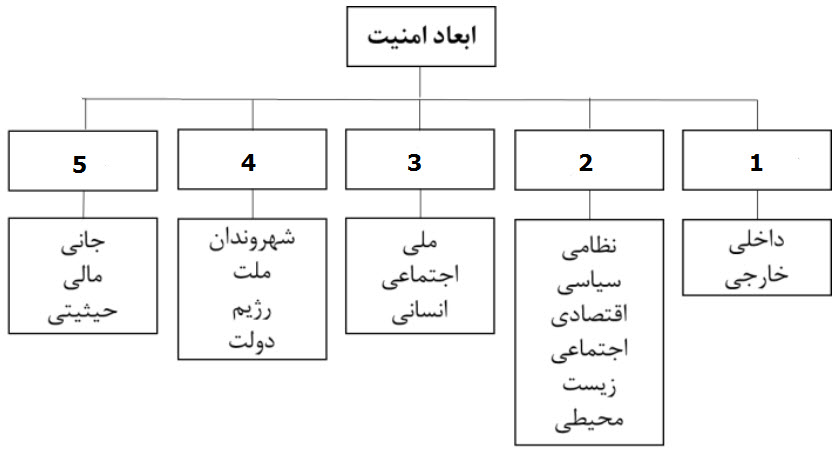 ابعاد امنیت
1
داخلی
خارجی
2
نظامی
سیاسی
اقتصادی
اجتماعی
زیست
محیطی
3
ملی
اجتماعی
انسانی
4
شهروندان
ملت
رژیم
دولت
5
جانی
مالی
حیثیتی